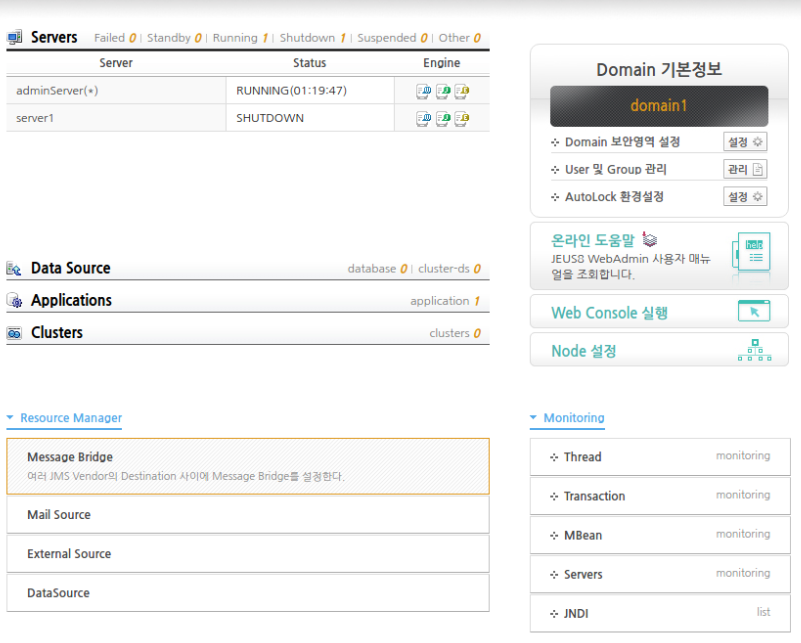 Servers Failed 0 | Standby 0 | Running 1 | Shutdown 1 | Suspended 0 | Other 0
Server Status Engine
adminServer(*) RUNNING(01:19:47)
server1 SHUTDOWN
Data Source database 0 | cluster-ds 0
Applications application 1
Clusters clusters 0
Domain 기본정보
domain1
Domain 보안영역 설정 설정
User 및 Group 관리 관리
AutoLock 환경설정 설정
온라인 도움말
help
JEUS8 WebAdmin 사용자 매뉴
얼을 조회합니다.
Web Console 실행
Node 설정
Resource Manager
Message Bridge
여러 JMS Vendor의 Destination 사이에 Message Bridge를 설정한다.
Mail Source
External Source
DataSource
Monitoring
Thread monitoring
Transaction monitoring
MBean monitoring
Servers monitoring
JNDI list